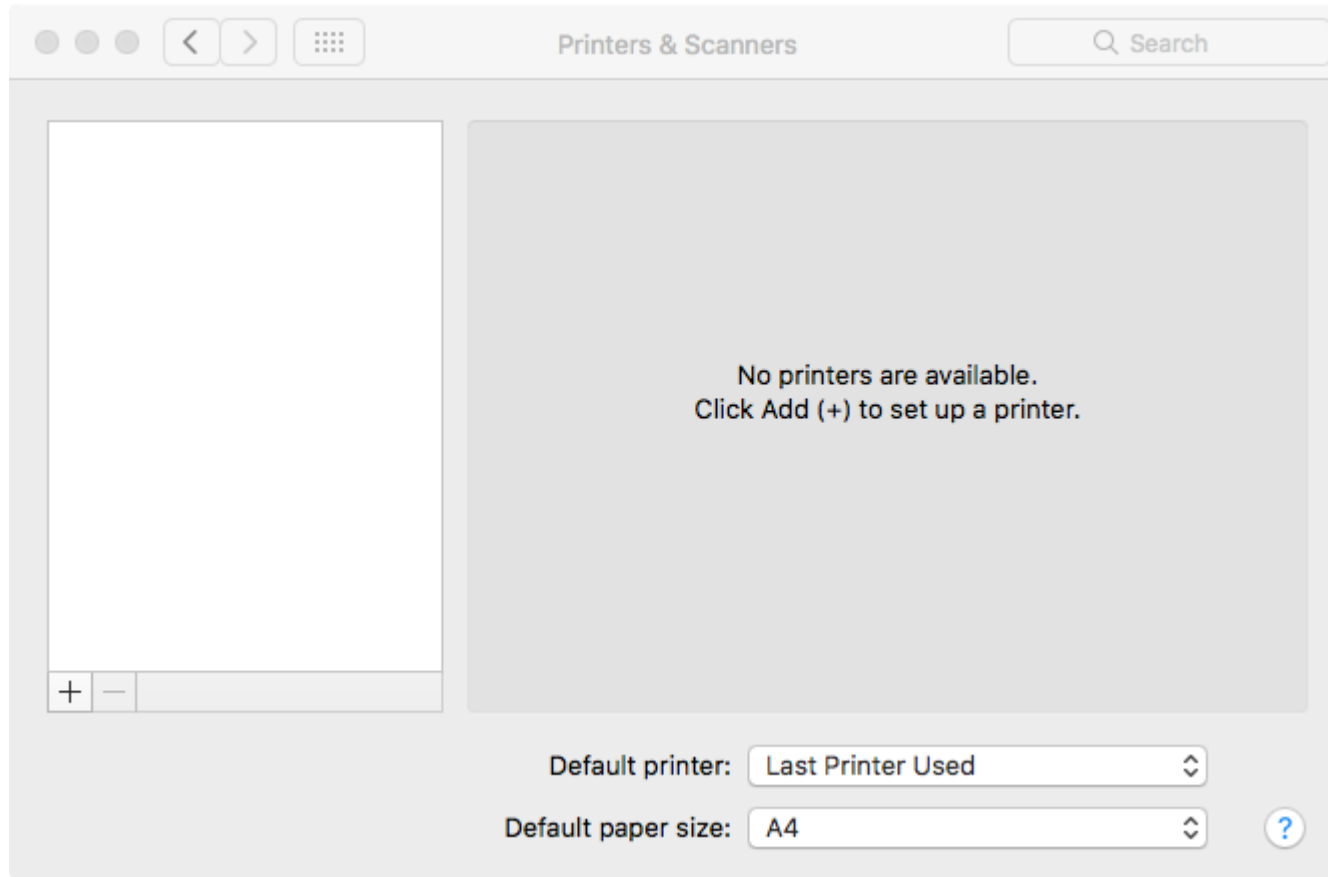 Printers & Scanners
Search
No printers are available.
Click Add (+) to set up a printer.
+ −
Default printer: Last Printer Used
Default paper size: A4
?